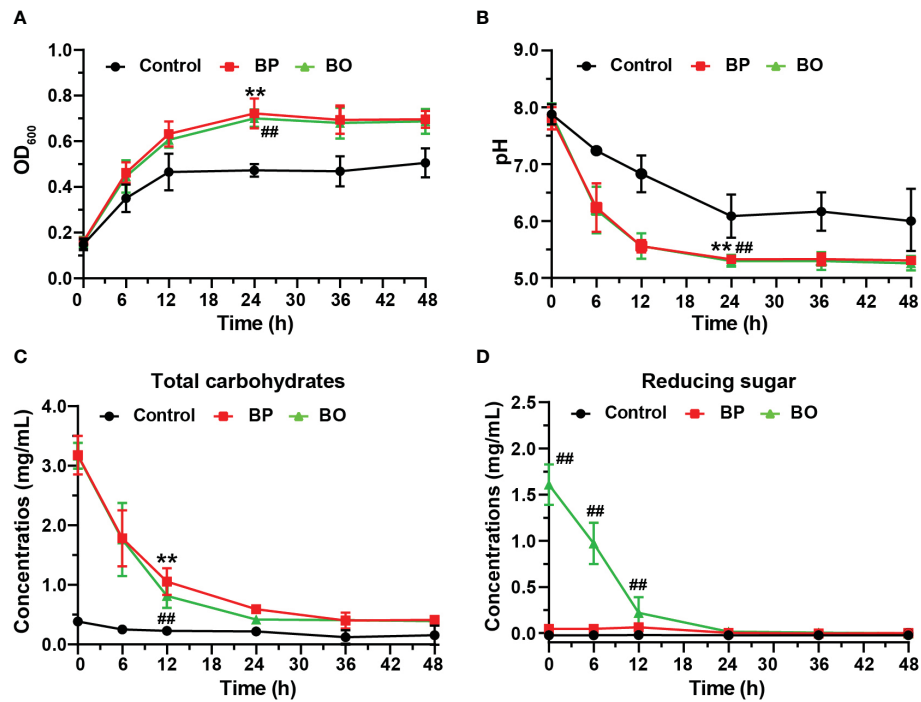 A
Control BP BO
1.0
0.8
0.6
0.4
0.2
0.0
OD600
**
##
0 6 12 18 24 30 36 42 48
Time (h)
B
Control BP BO
9.0
8.0
7.0
6.0
5.0
pH
**##
0 6 12 18 24 30 36 42 48
Time (h)
C
Total carbohydrates
Control BP BO
4.0
3.0
2.0
1.0
0.0
Concentratios (mg/mL)
**
##
0 6 12 18 24 30 36 42 48
Time (h)
D
Reducing sugar
Control BP BO
2.5
2.0
1.5
1.0
0.5
0.0
Concentrations (mg/mL)
##
##
##
0 6 12 18 24 30 36 42 48
Time (h)